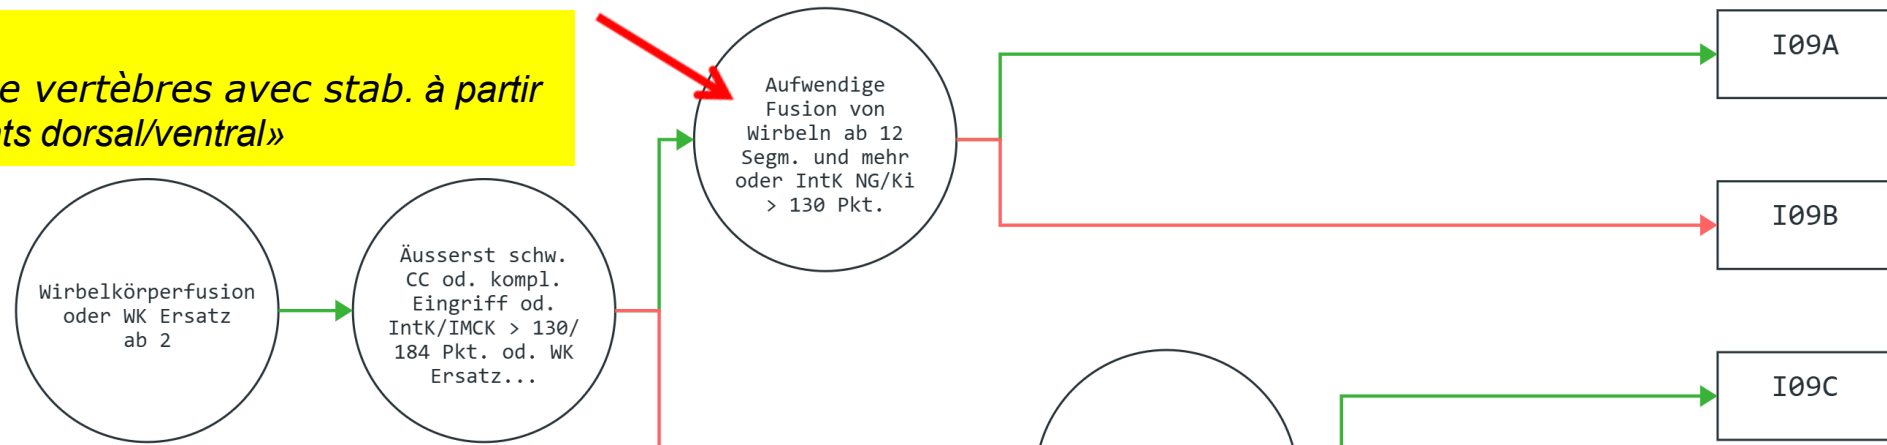 e vertèbres avec stab. à partir
ts dorsal/ventral»
Wirbelkörperfusion
oder WK Ersatz
ab 2
Äusserst schw.
CC od. kompl.
Eingriff od.
IntK/IMCK > 130/
184 Pkt. od. WK
Ersatz...
Aufwendige
Fusion von
Wirbeln ab 12
Segm. und mehr
oder IntK NG/Ki
> 130 Pkt.
I09A
I09B
I09C